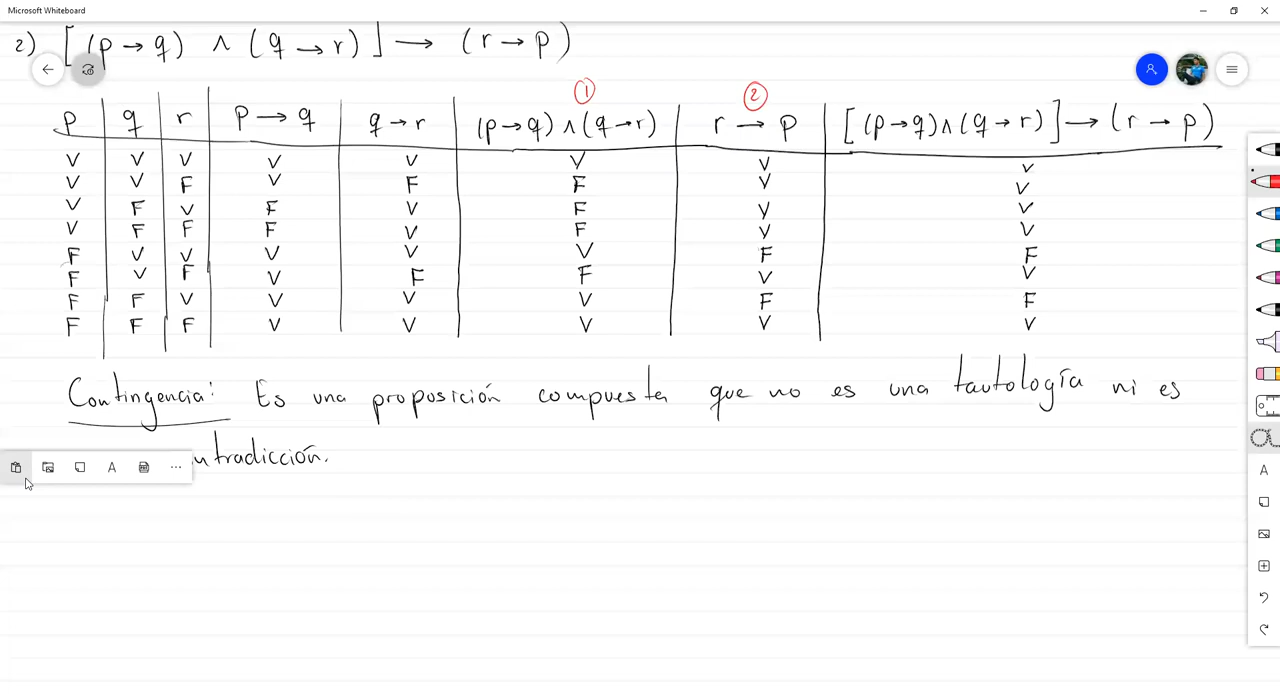 Microsoft Whiteboard
2) [(p → q) ∧ (q → r)] → (r → p)
① ②
p q r p → q q → r (p → q) ∧ (q → r) r → p [(p → q) ∧ (q → r)] → (r → p)
V V V V V V V V
V V F V F F V V
V F V F V F V V
V F F F V F V V
F V V V V V F F
F V F V F F V V
F F V V V V F F
F F F V V V V V
Contingencia: Es una proposición compuesta que no es una tautología ni es
ntradicción.